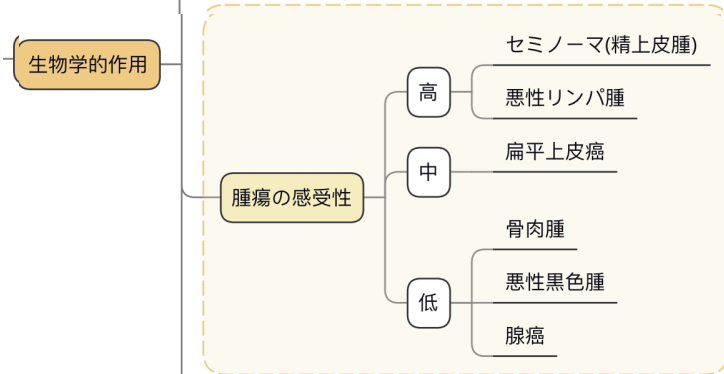 生物学的作用
腫瘍の感受性
高
セミノーマ(精上皮腫)
悪性リンパ腫
中
扁平上皮癌
低
骨肉腫
悪性黒色腫
腺癌